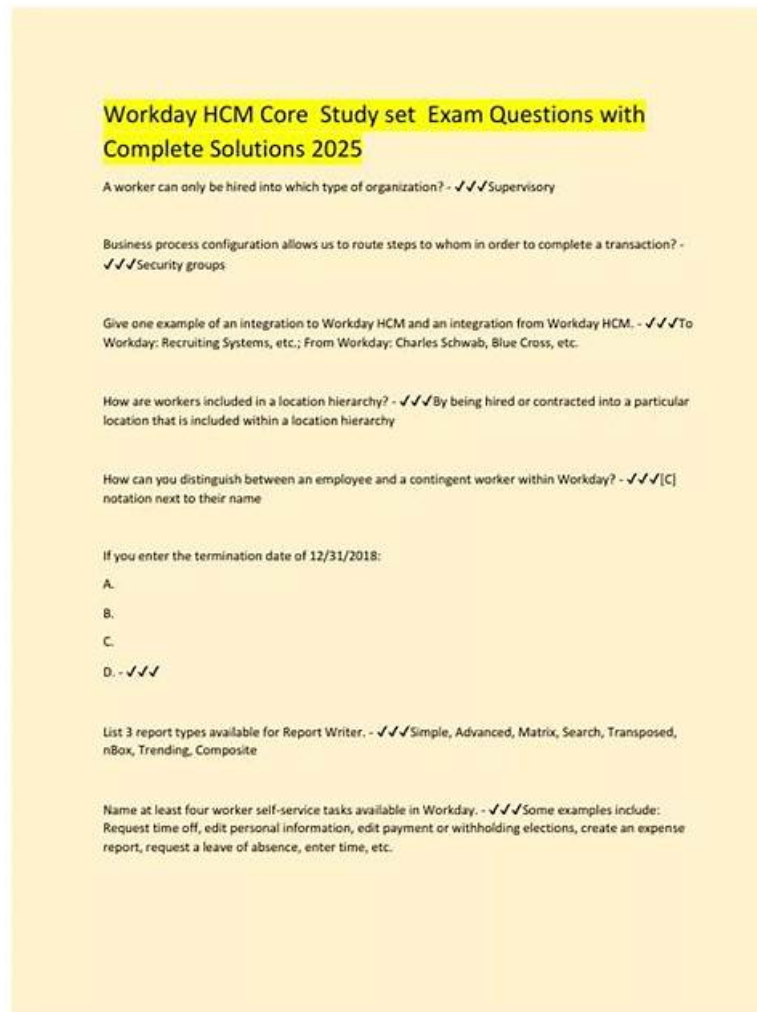 Workday HCM Core  Study set  Exam Questions with
Complete Solutions 2025
A worker can only be hired into which type of organization? - ✓✓✓Supervisory
Business process configuration allows us to route steps to whom in order to complete a transaction? -
✓✓✓Security groups
Give one example of an integration to Workday HCM and an integration from Workday HCM. - ✓✓✓To
Workday: Recruiting Systems, etc.; From Workday: Charles Schwab, Blue Cross, etc.
How are workers included in a location hierarchy? - ✓✓✓By being hired or contracted into a particular
location that is included within a location hierarchy
How can you distinguish between an employee and a contingent worker within Workday? - ✓✓✓[C]
notation next to their name
If you enter the termination date of 12/31/2018:
A.
B.
C.
D. - ✓✓✓
List 3 report types available for Report Writer. - ✓✓✓Simple, Advanced, Matrix, Search, Transposed,
nBox, Trending, Composite
Name at least four worker self-service tasks available in Workday. - ✓✓✓Some examples include:
Request time off, edit personal information, edit payment or withholding elections, create an expense
report, request a leave of absence, enter time, etc.